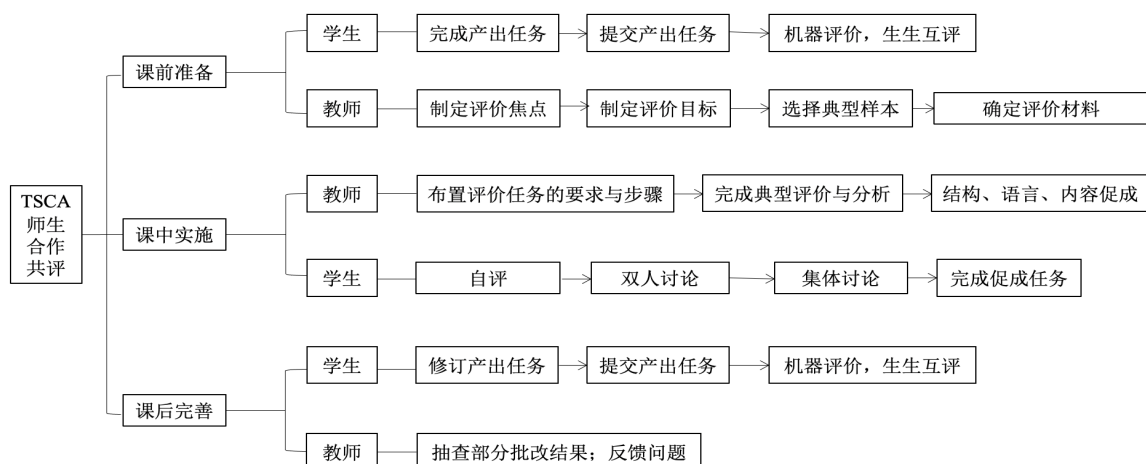 TSCA
师生
合作
共评
课前准备
学生
完成产出任务
提交产出任务
机器评价，生生互评
教师
制定评价焦点
制定评价目标
选择典型样本
确定评价材料
课中实施
教师
布置评价任务的要求与步骤
完成典型评价与分析
结构、语言、内容促成
学生
自评
双人讨论
集体讨论
完成促成任务
课后完善
学生
修订产出任务
提交产出任务
机器评价，生生互评
教师
抽查部分批改结果；反馈问题